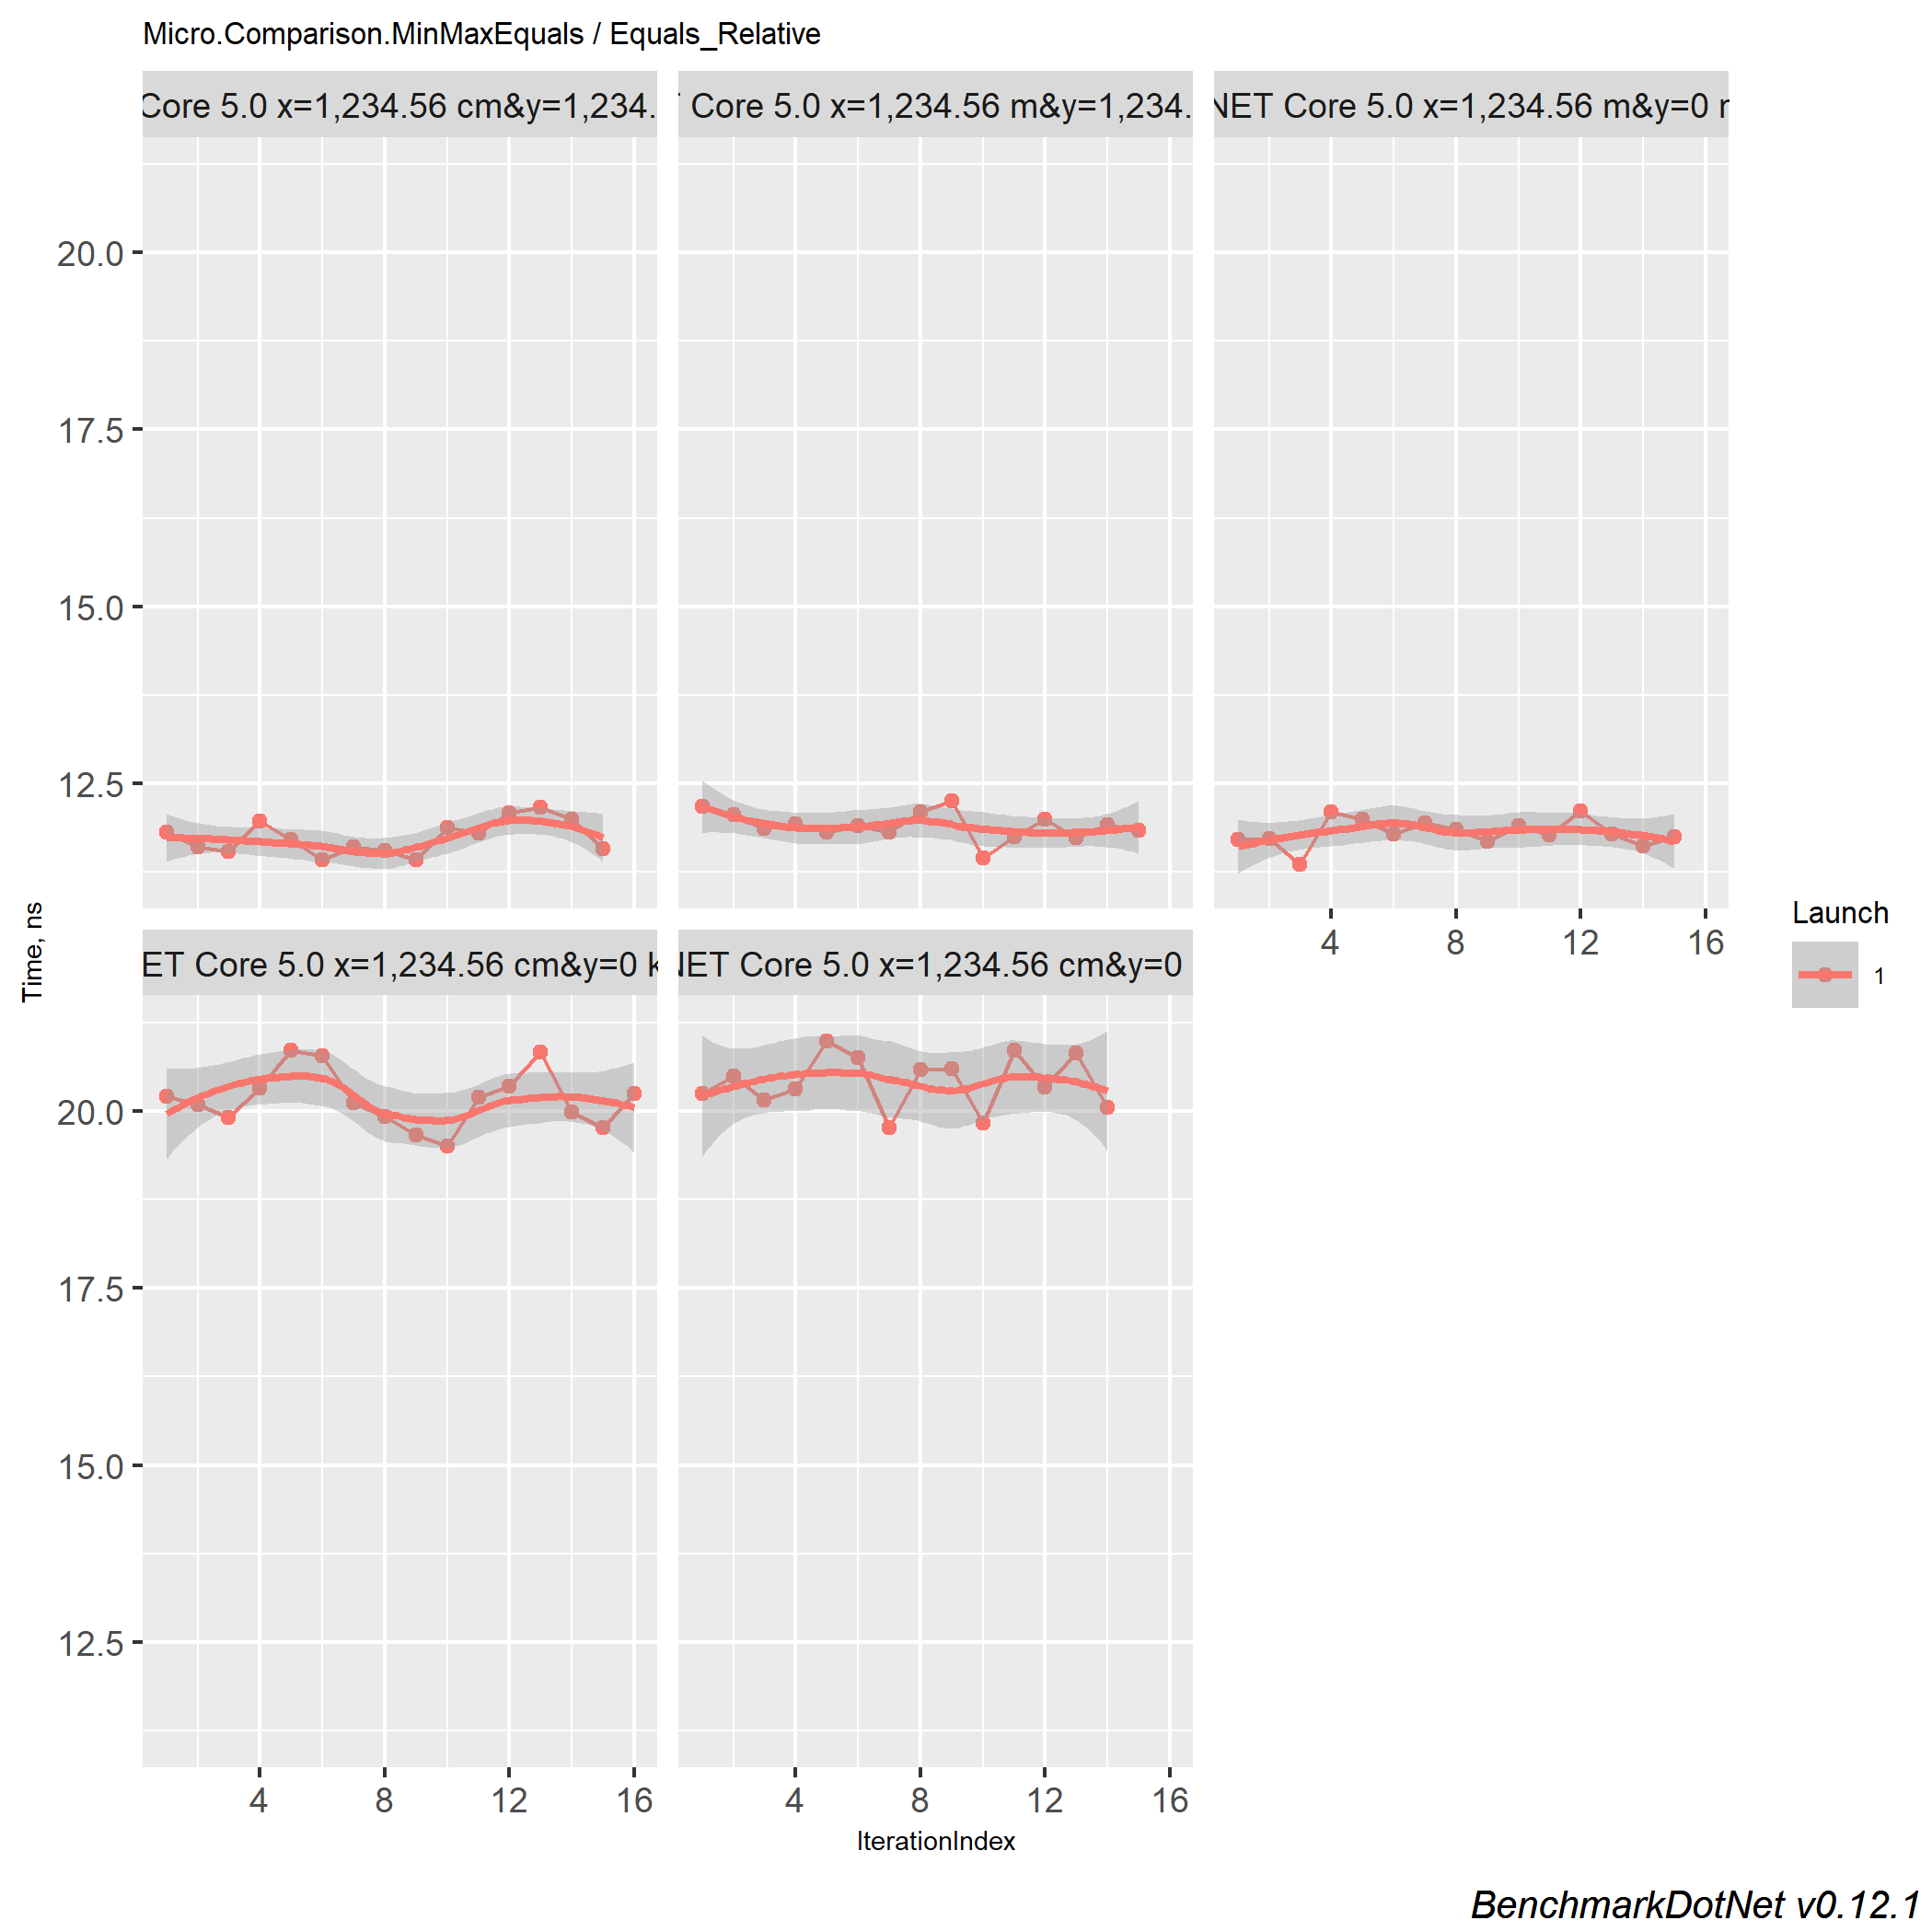 Micro.Comparison.MinMaxEquals / Equals_Relative
Core 5.0 x=1,234.56 cm&y=1,234.
Core 5.0 x=1,234.56 m&y=1,234.
NET Core 5.0 x=1,234.56 m&y=0
20.0
17.5
15.0
12.5
4 8 12 16
Time, ns
ET Core 5.0 x=1,234.56 cm&y=0 k
NET Core 5.0 x=1,234.56 cm&y=0
20.0
17.5
15.0
12.5
4 8 12 16
4 8 12 16
IterationIndex
Launch
1
BenchmarkDotNet v0.12.1